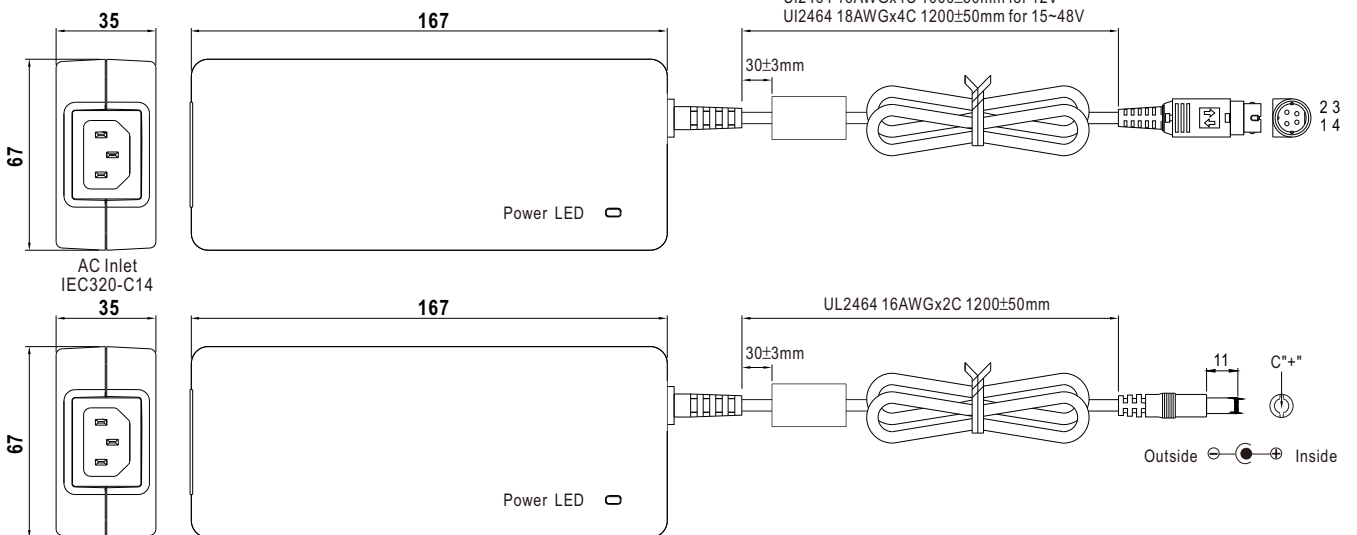 Ul2464 18AWGx4C 1200±50mm for 15~48V
35
167
30±3mm
67
2 3
1 4
Power LED
AC Inlet
IEC320-C14
35
167
UL2464 16AWGx2C 1200±50mm
30±3mm
11
C"+"
67
Outside
Inside
Power LED